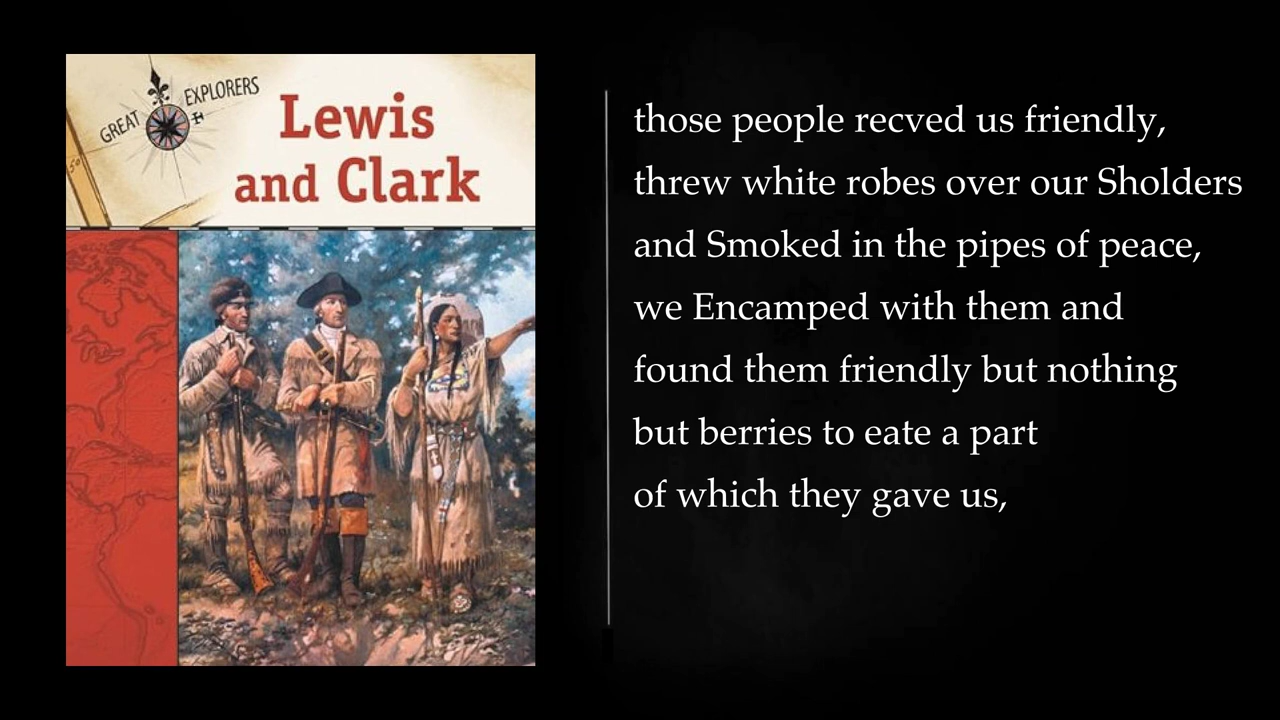 GREAT EXPLORERS
Lewis
and Clark
50
those people recved us friendly,
threw white robes over our Sholders
and Smoked in the pipes of peace,
we Encamped with them and
found them friendly but nothing
but berries to eate a part
of which they gave us,